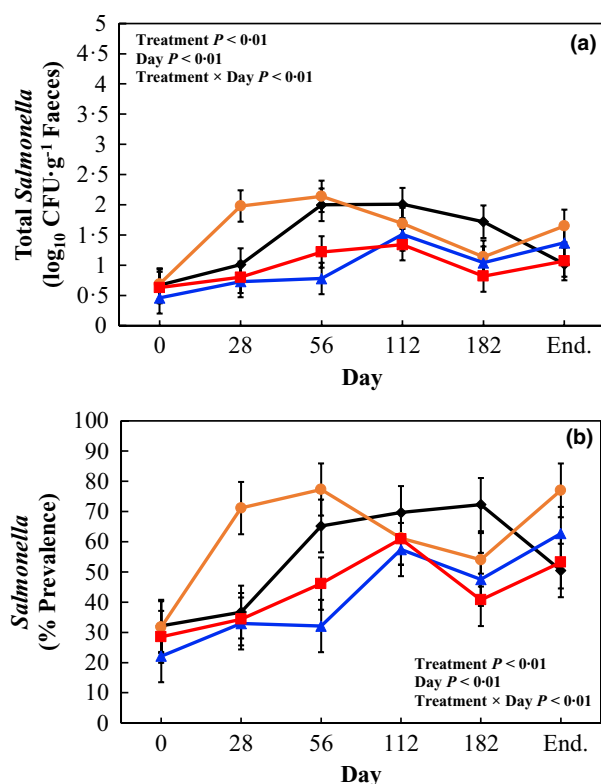 (a)
Treatment P < 0·01
Day P < 0·01
Treatment × Day P < 0·01
Total Salmonella
(log₁₀ CFU·g⁻¹ Faeces)
5
4·5
4
3·5
3
2·5
2
1·5
1
0·5
0
0 28 56 112 182 End.
Day
(b)
Salmonella
(% Prevalence)
100
90
80
70
60
50
40
30
20
10
0
Treatment P < 0·01
Day P < 0·01
Treatment × Day P < 0·01
0 28 56 112 182 End.
Day